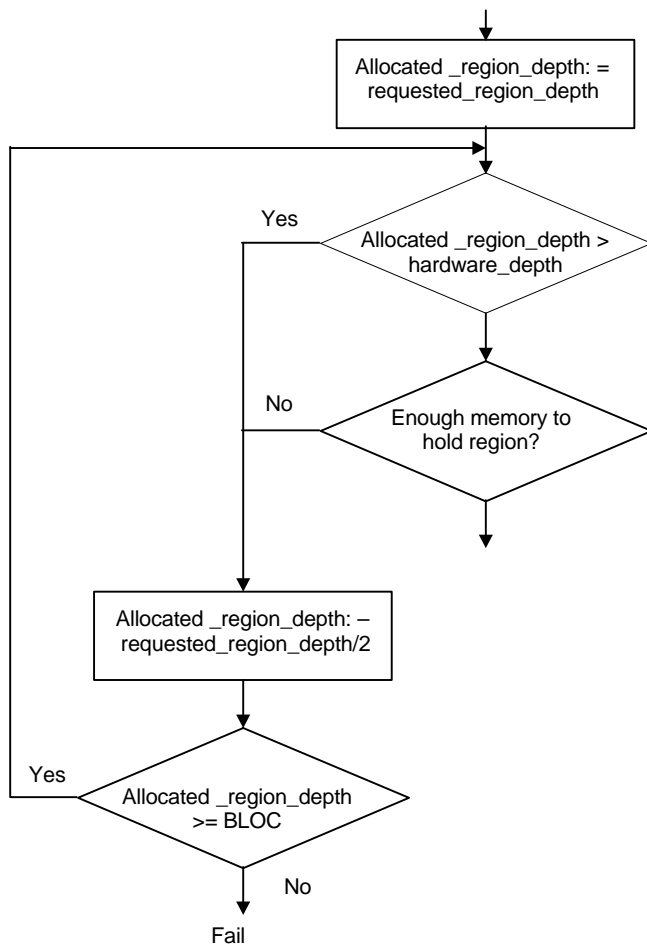 Allocated _region_depth: =
requested_region_depth
Yes
Allocated _region_depth >
hardware_depth
No
Enough memory to
hold region?
Allocated _region_depth: –
requested_region_depth/2
Yes
Allocated _region_depth
>= BLOC
No
Fail